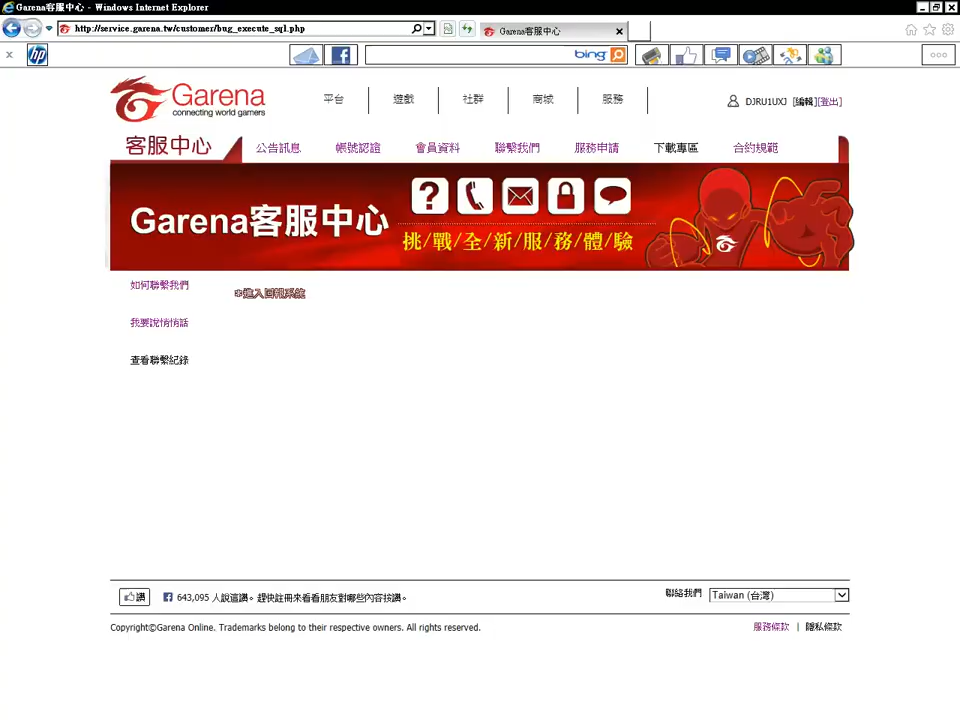 Garena客服中心 - Windows Internet Explorer
http://service.garena.tw/customer/bug_execute_sql.php
Garena客服中心
hp
bing
Garena
connecting world gamers
平台 遊戲 社群 商城 服務
DJRU1UXJ [編輯][登出]
客服中心 公告訊息 帳號認證 會員資料 聯繫我們 服務申請 下載專區 合約規範
Garena客服中心
挑/戰/全/新/服/務/體/驗
如何聯繫我們
※進入回報系統
我要說悄悄話
查看聯繫紀錄
讚 643,095 人說這讚。趕快註冊來看看朋友對哪些內容按讚。
聯絡我們 Taiwan (台灣)
Copyright©Garena Online. Trademarks belong to their respective owners. All rights reserved.
服務條款 | 隱私條款